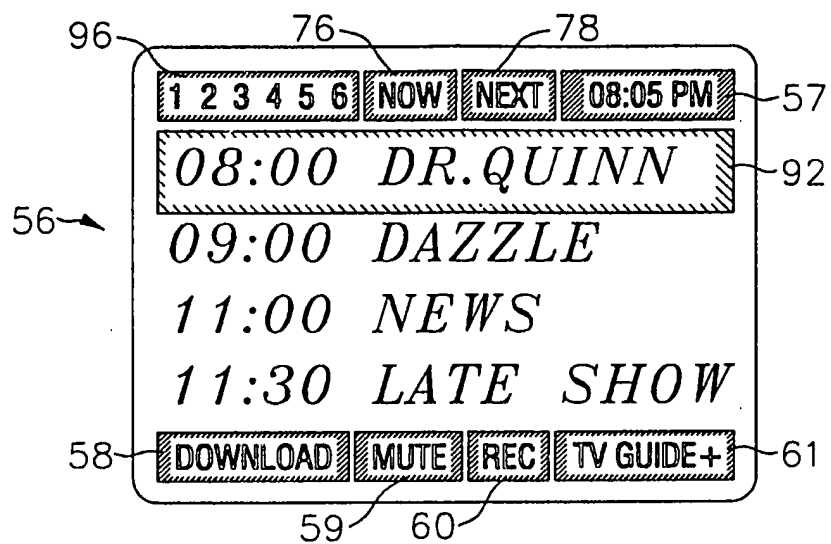 96 76 78
1 2 3 4 5 6 NOW NEXT 08:05 PM 57
08:00 DR.QUINN 92
56
09:00 DAZZLE
11:00 NEWS
11:30 LATE SHOW
58 DOWNLOAD MUTE REC TV GUIDE+ 61
59 60